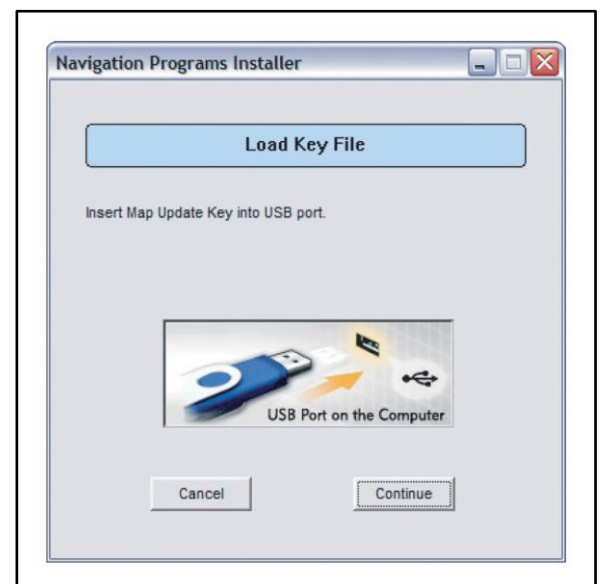 Navigation Programs Installer
Load Key File
Insert Map Update Key into USB port.
USB Port on the Computer
Cancel
Continue